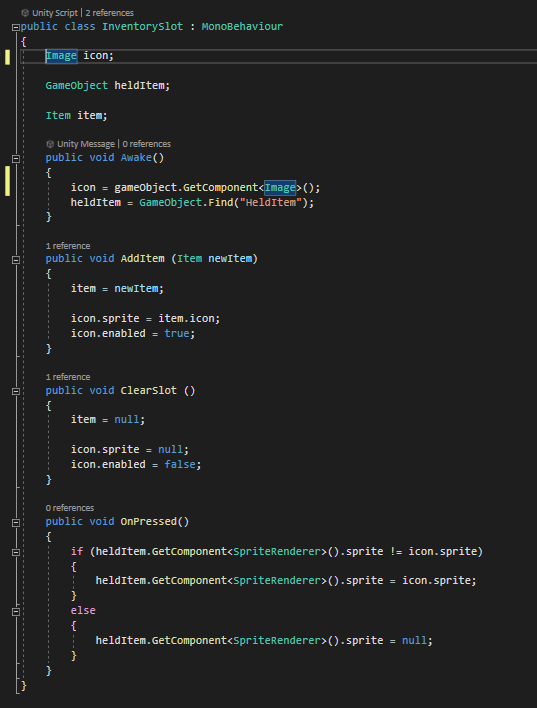 Unity Script | 2 references
public class InventorySlot : MonoBehaviour
{
Image icon;
GameObject heldItem;
Item item;
Unity Message | 0 references
public void Awake()
{
icon = gameObject.GetComponent<Image>();
heldItem = GameObject.Find("HeldItem");
}
1 reference
public void AddItem (Item newItem)
{
item = newItem;
icon.sprite = item.icon;
icon.enabled = true;
}
1 reference
public void ClearSlot ()
{
item = null;
icon.sprite = null;
icon.enabled = false;
}
0 references
public void OnPressed()
{
if (heldItem.GetComponent<SpriteRenderer>().sprite != icon.sprite)
{
heldItem.GetComponent<SpriteRenderer>().sprite = icon.sprite;
}
else
{
heldItem.GetComponent<SpriteRenderer>().sprite = null;
}
}
}